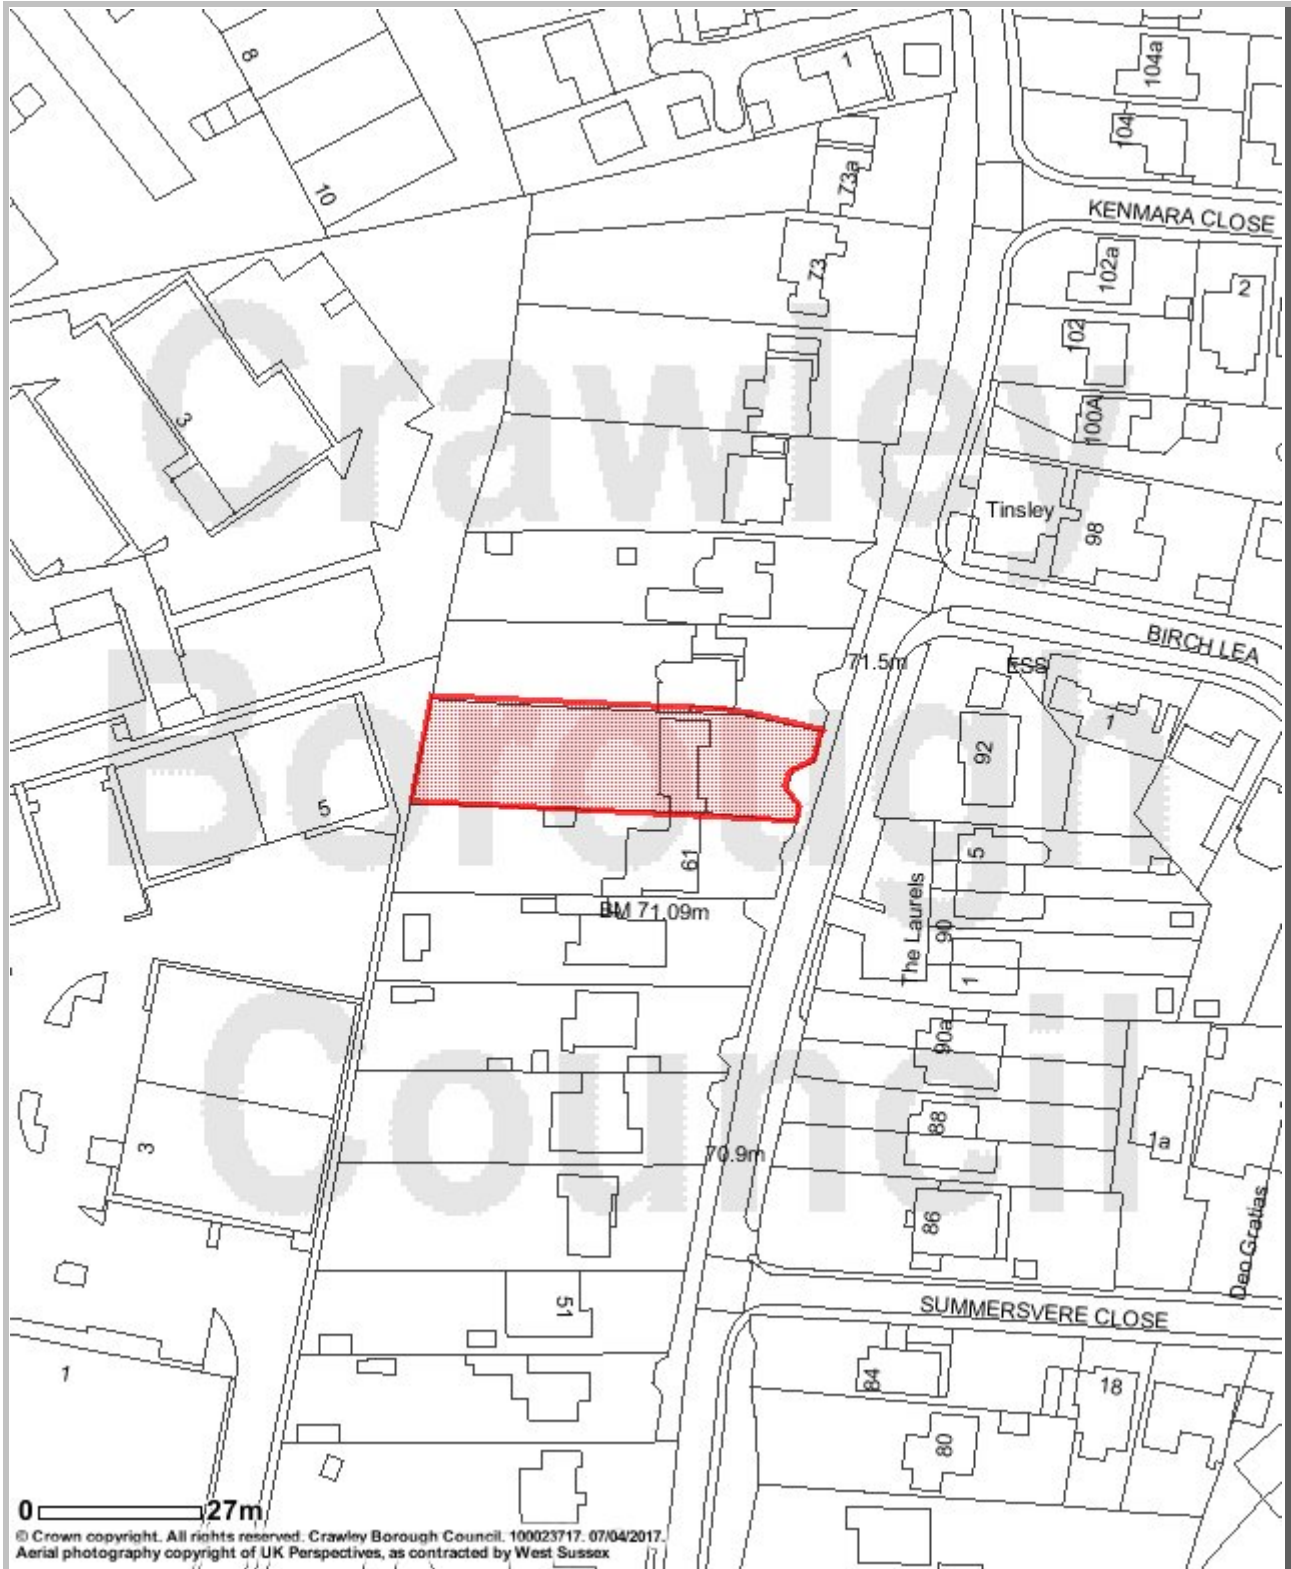 8
1
104a
104
10
73a
KENMARA CLOSE
73
102a
2
102
3
100A
Tinsley
98
BIRCH LEA
71.5m
ESS
1
92
5
5
61
BM 71.09m
The Laurels
90
1
90a
88
1a
3
70.9m
86
Deo Gratias
51
SUMMERSVERE CLOSE
1
84
18
80
Crawley
Borough
Council
0 27m
© Crown copyright. All rights reserved. Crawley Borough Council. 100023717. 07/04/2017.
Aerial photography copyright of UK Perspectives, as contracted by West Sussex